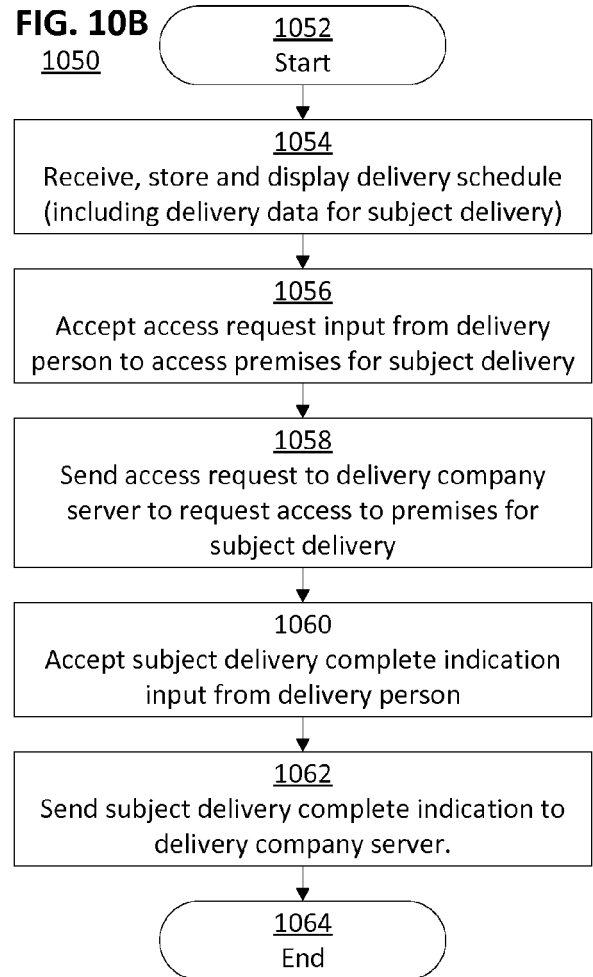 FIG. 10B
1050
1052
Start
1054
Receive, store and display delivery schedule
(including delivery data for subject delivery)
1056
Accept access request input from delivery
person to access premises for subject delivery
1058
Send access request to delivery company
server to request access to premises for
subject delivery
1060
Accept subject delivery complete indication
input from delivery person
1062
Send subject delivery complete indication to
delivery company server.
1064
End